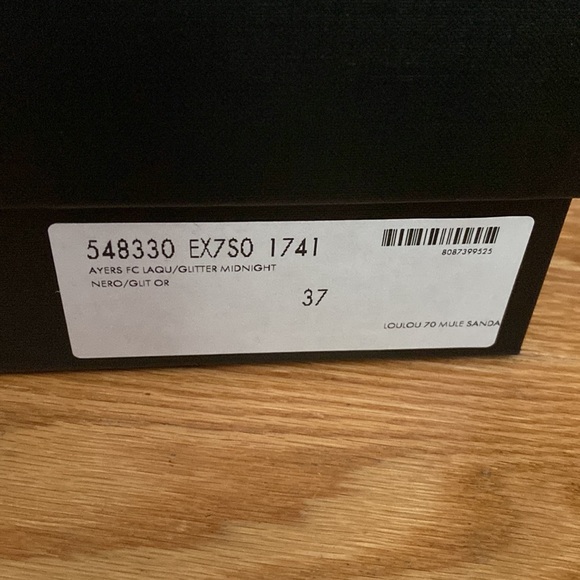 548330 EX7S0 1741
8087399525
AYERS FC LAQU/GLITTER MIDNIGHT
NERO/GLIT OR
37
LOULOU 70 MULE SANDA